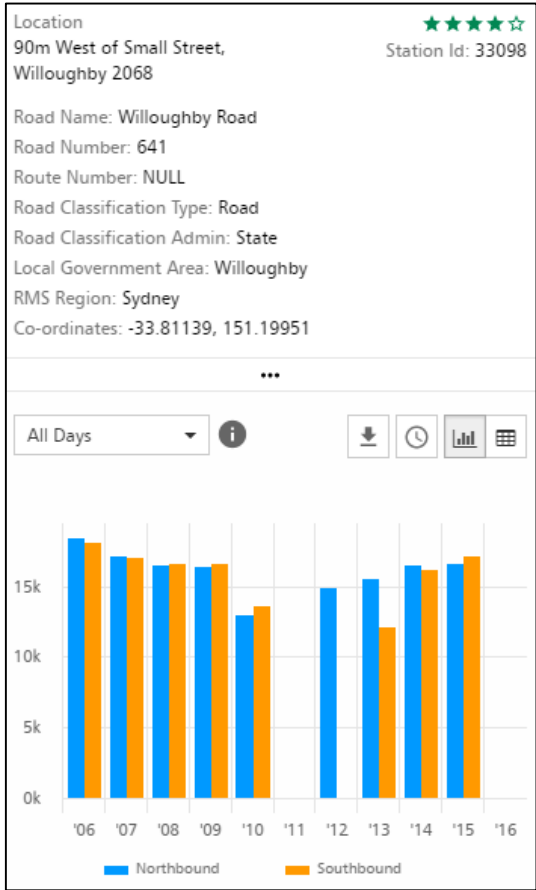 Location
90m West of Small Street,
Willoughby 2068
Station Id: 33098
Road Name: Willoughby Road
Road Number: 641
Route Number: NULL
Road Classification Type: Road
Road Classification Admin: State
Local Government Area: Willoughby
RMS Region: Sydney
Co-ordinates: -33.81139, 151.19951
•••
All Days
15k
10k
5k
0k
'06 '07 '08 '09 '10 '11 '12 '13 '14 '15 '16
Northbound Southbound